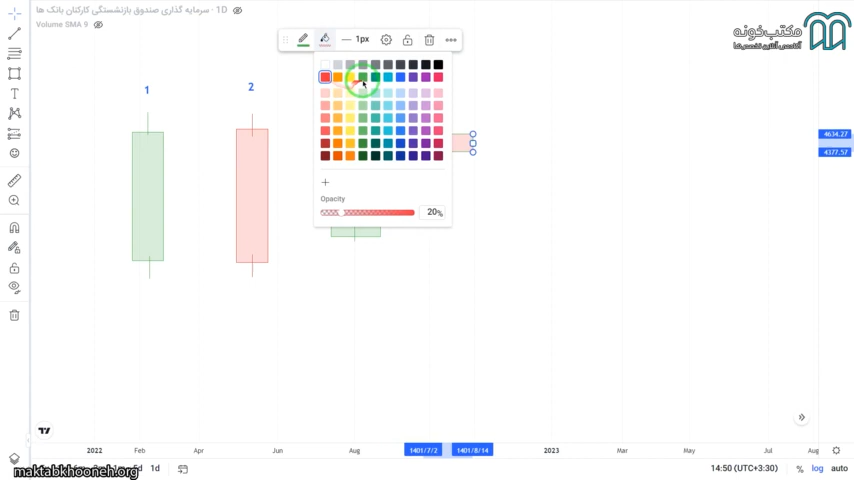 سرمایه گذاری صندوق بازنشستگی کارکنان بانک ها · 1D
Volume SMA 9
1px
مکتب‌خونه
آکادمی آنلاین تخصص‌ها
1
2
4634.27
4377.57
Opacity
20%
2022
Feb
Apr
Jun
Aug
1401/7/2
1401/8/14
2023
Mar
May
Jul
Aug
1d
14:50 (UTC+3:30)
%
log
auto
maktabkhooneh.org